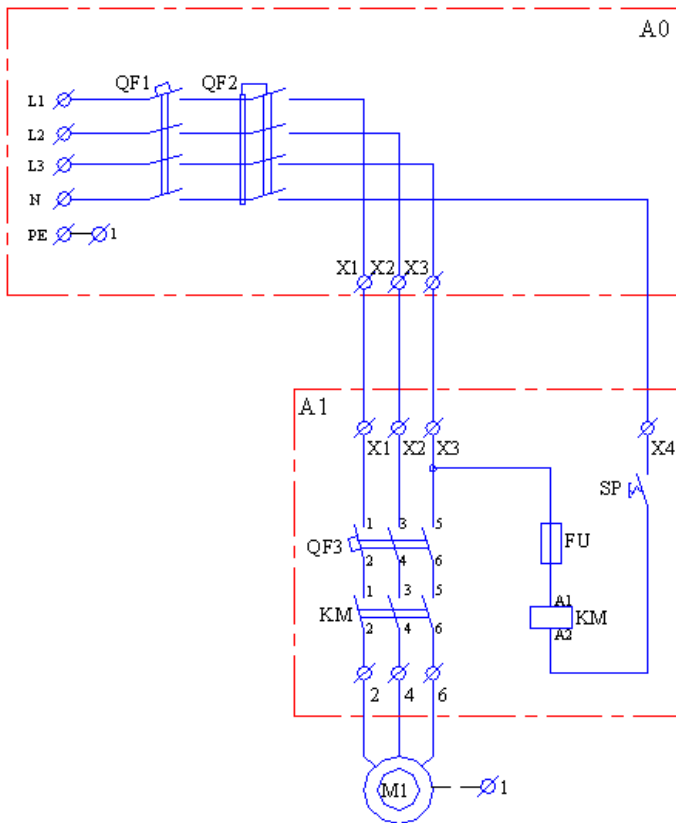 A0
QF1 QF2
L1
L2
L3
N
PE 1
X1 X2 X3
A1
X1 X2 X3 X4
SP
1 3 5
QF3 FU
2 4 6
1 3 5
A1
KM KM
2 4 6 A2
2 4 6
M1 1